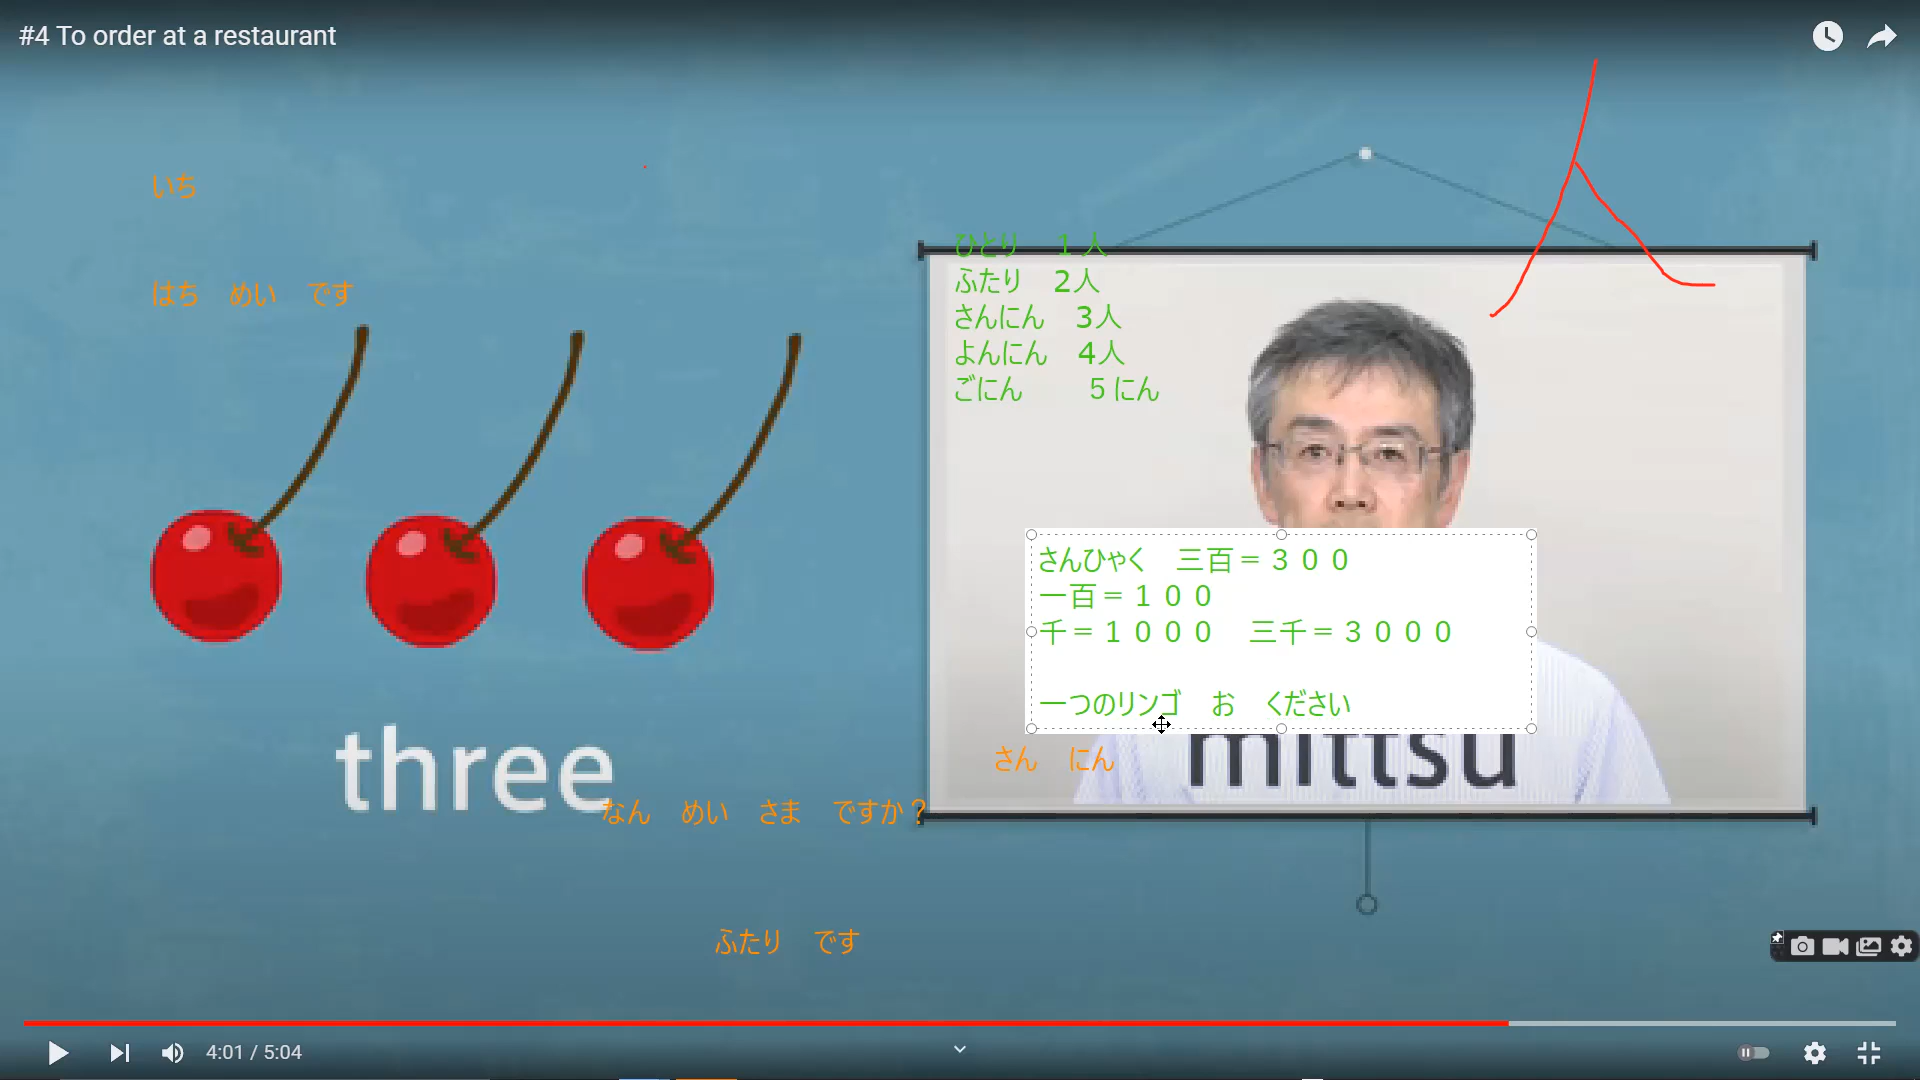 #4 To order at a restaurant
いち
はち　めい　です
ひとり　１人
ふたり　2人
さんにん　3人
よんにん　4人
ごにん　　５にん
さんひゃく　三百＝３００
一百＝１００
千＝１０００　三千＝３０００
一つのリンゴ　お　ください
three
mittsu
さん　にん
なん　めい　さま　ですか？
ふたり　です
人
4:01 / 5:04